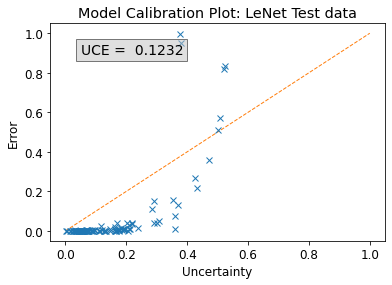 Model Calibration Plot: LeNet Test data
UCE = 0.1232
Error
1.0
0.8
0.6
0.4
0.2
0.0
0.0 0.2 0.4 0.6 0.8 1.0
Uncertainty